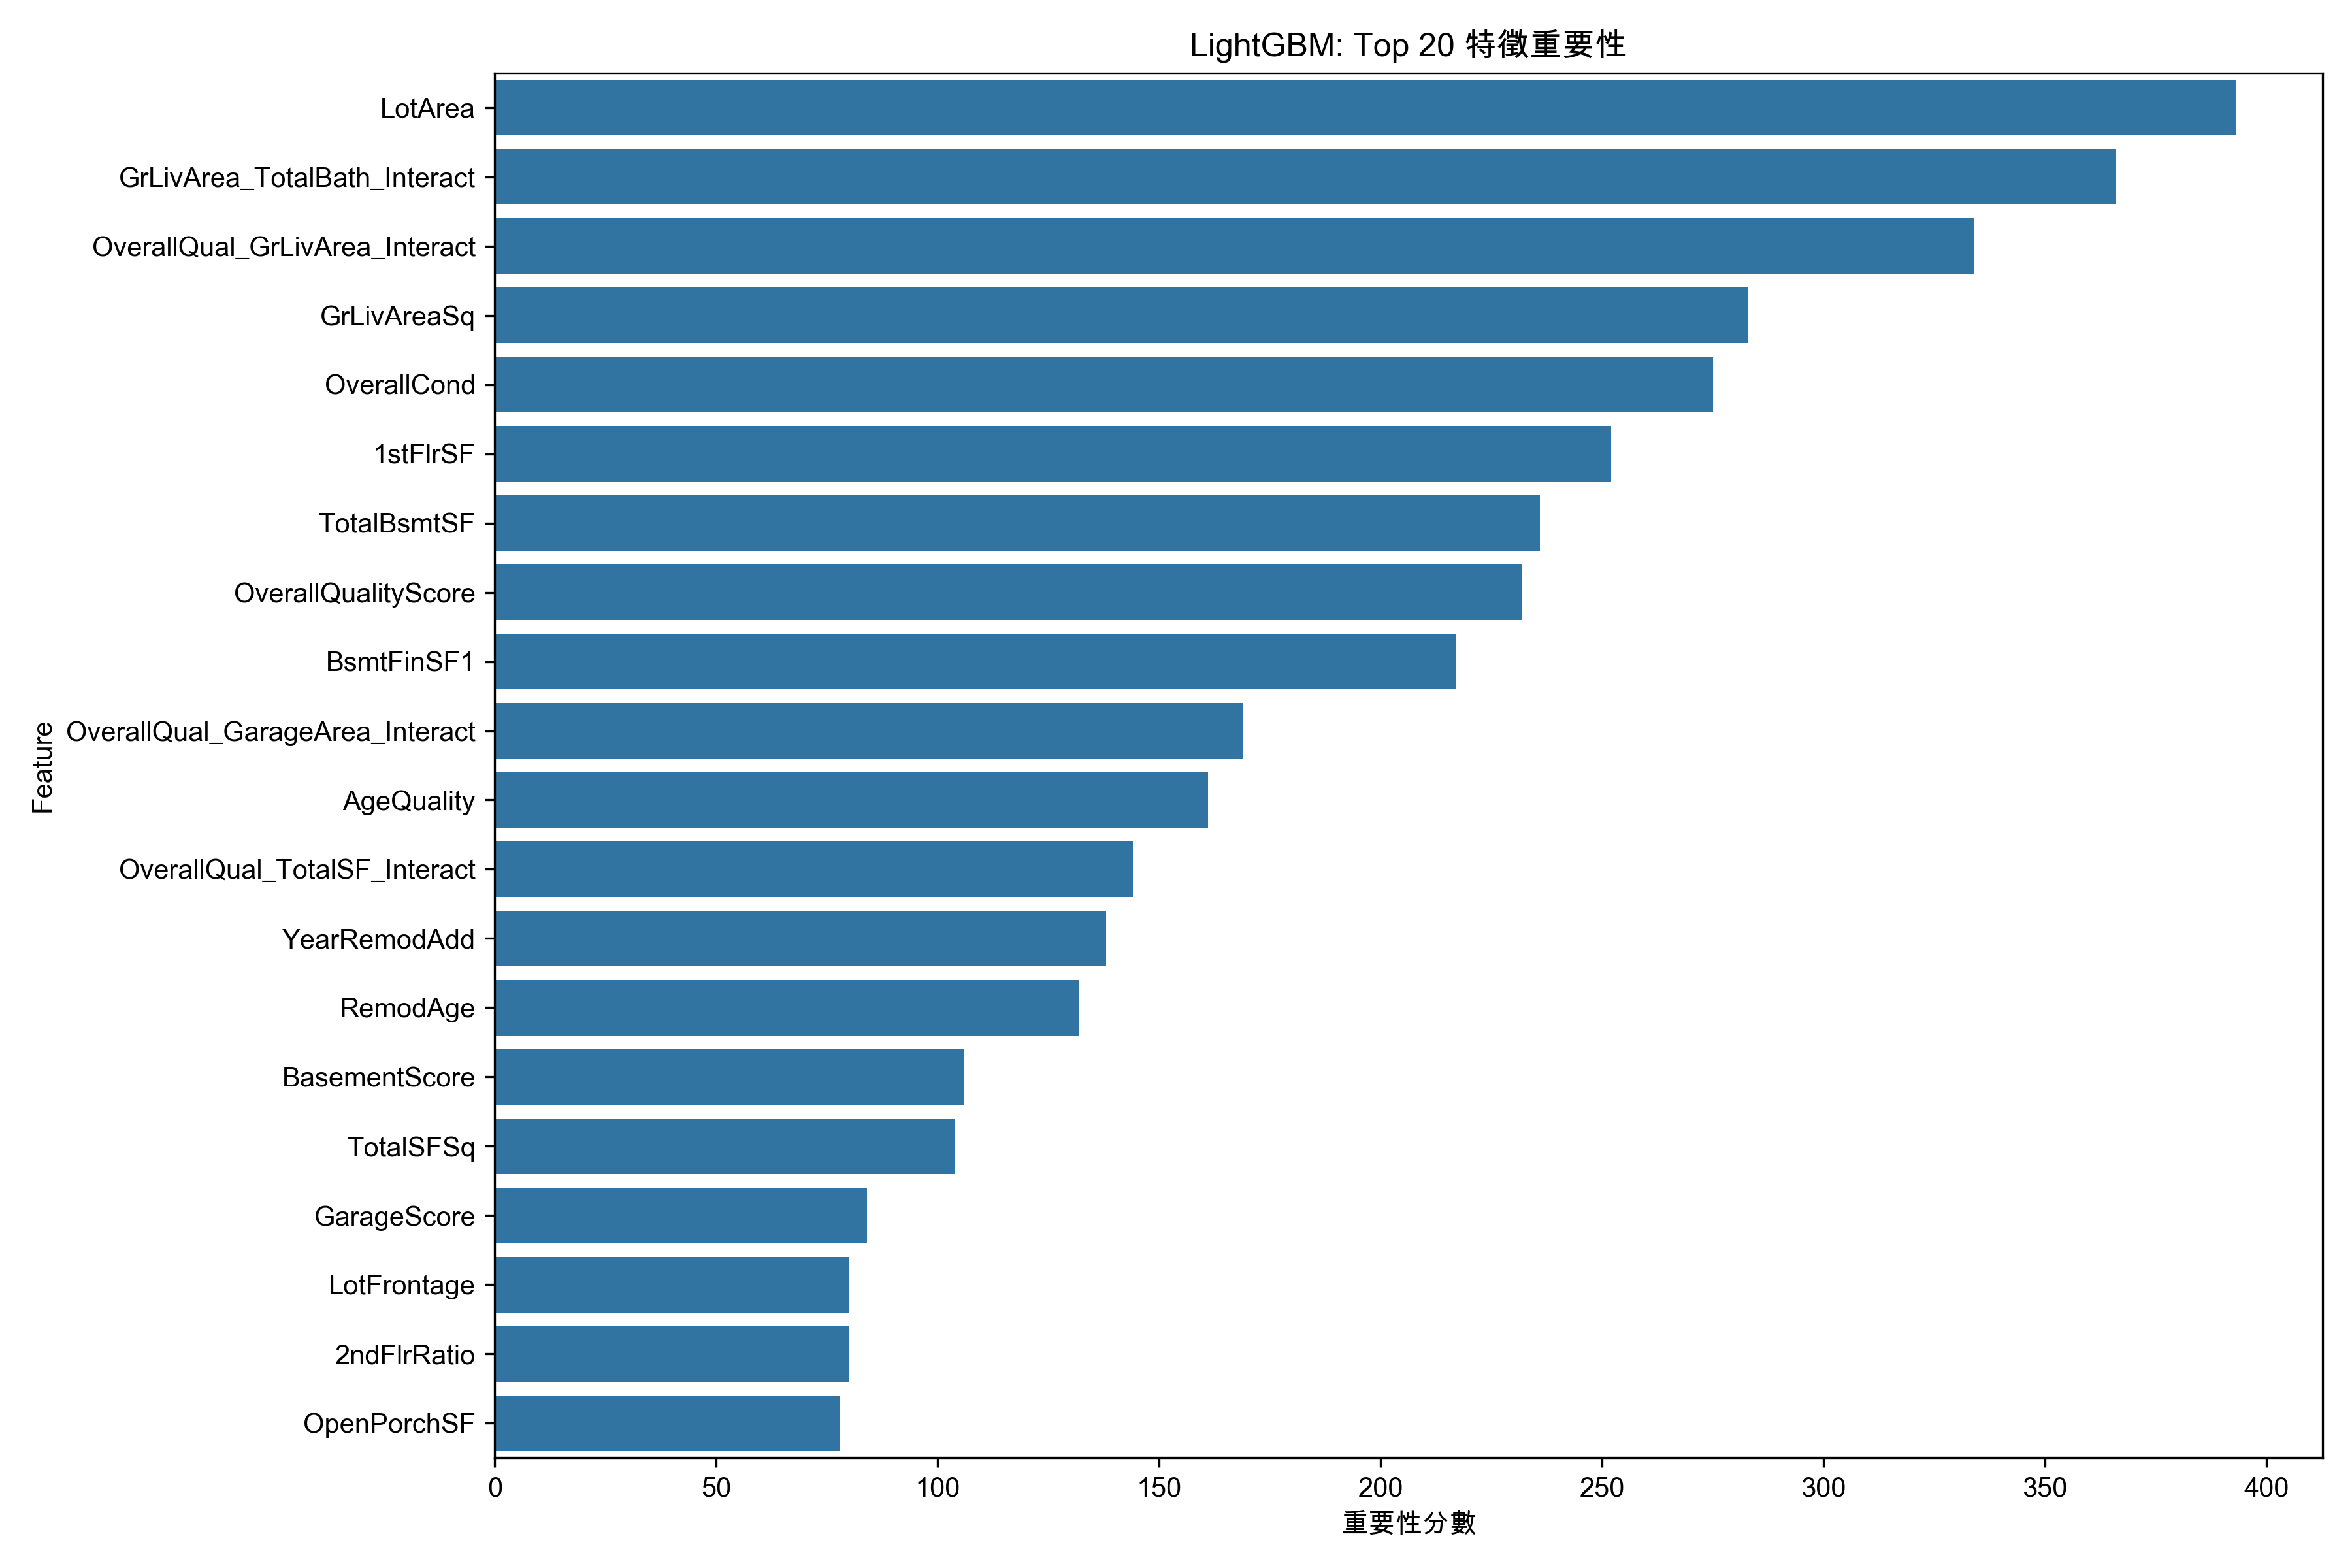 LightGBM: Top 20 特徵重要性
LotArea
GrLivArea_TotalBath_Interact
OverallQual_GrLivArea_Interact
GrLivAreaSq
OverallCond
1stFlrSF
TotalBsmtSF
OverallQualityScore
BsmtFinSF1
OverallQual_GarageArea_Interact
AgeQuality
OverallQual_TotalSF_Interact
YearRemodAdd
RemodAge
BasementScore
TotalSFSq
GarageScore
LotFrontage
2ndFlrRatio
OpenPorchSF
Feature
0 50 100 150 200 250 300 350 400
重要性分數